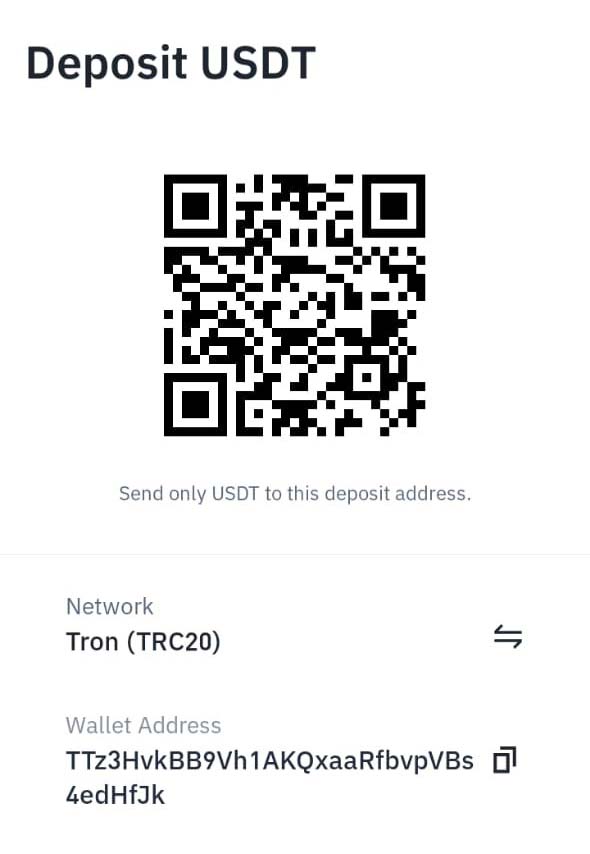 Deposit USDT
Send only USDT to this deposit address.
Network
Tron (TRC20)
Wallet Address
TTz3HvkBB9Vh1AKQxaaRfbvpVBs
4edHfJk